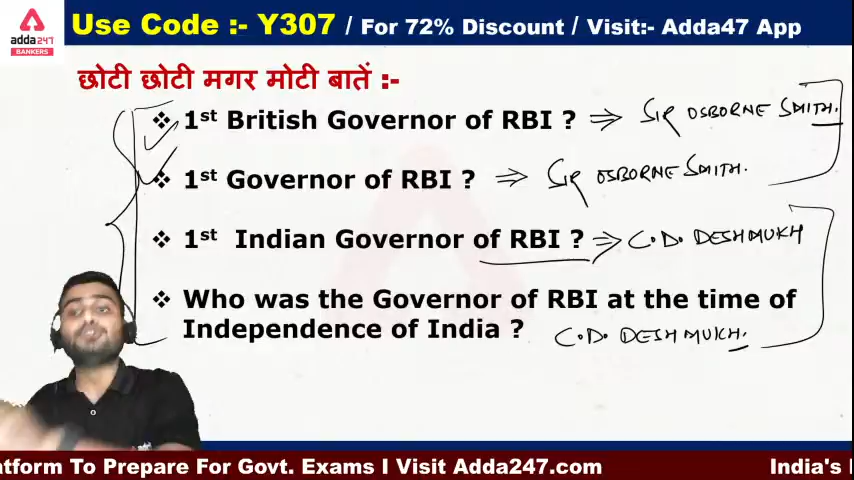 adda 247
BANKERS
Use Code :- Y307 / For 72% Discount / Visit:- Adda47 App
छोटी छोटी मगर मोटी बातें :-
❖ 1st British Governor of RBI ? ⇒ Sir OSBORNE SMITH.
❖ 1st Governor of RBI ? ⇒ Sir OSBORNE SMITH.
❖ 1st Indian Governor of RBI ? ⇒ C.D. DESHMUKH
❖ Who was the Governor of RBI at the time of
Independence of India ? C.D. DESHMUKH.
atform To Prepare For Govt. Exams I Visit Adda247.com India's